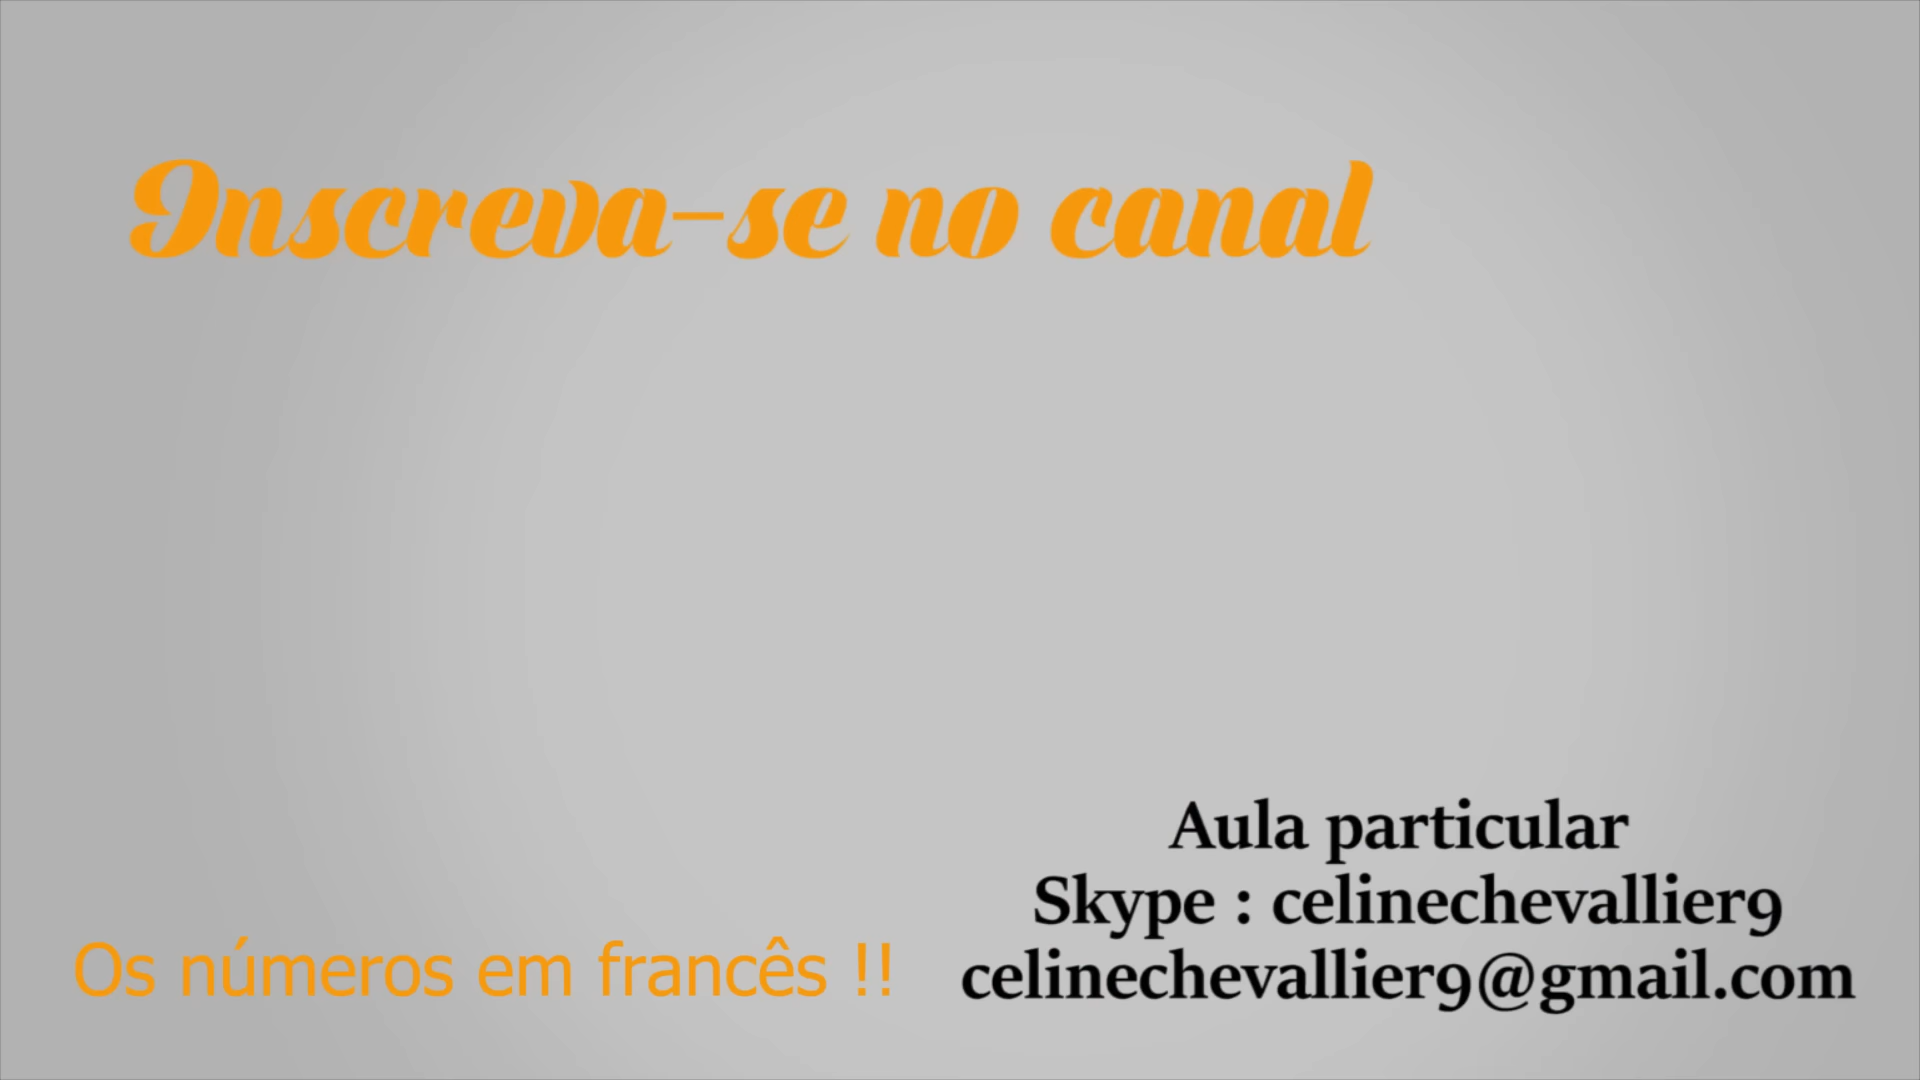 Inscreva-se no canal
Aula particular
Skype : celinechevallier9
celinechevallier9@gmail.com
Os números em francês !!